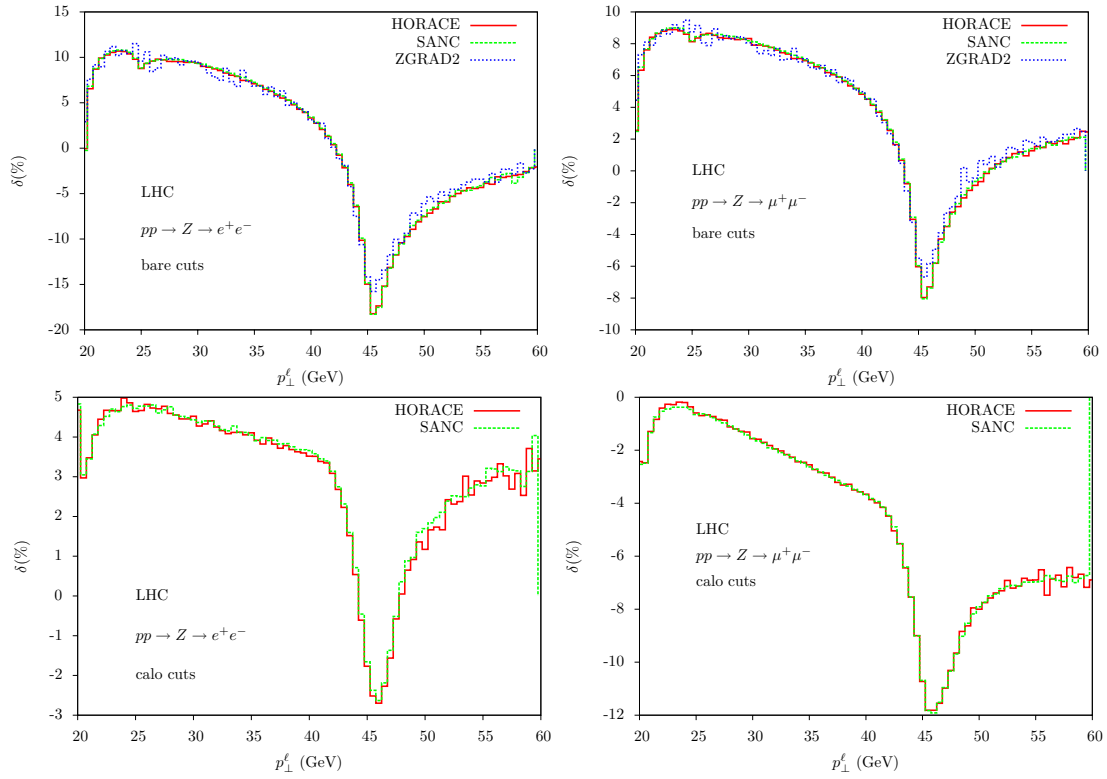 HORACE
SANC
ZGRAD2
15
10
5
0
-5
-10
-15
-20
δ(%)
LHC
pp → Z → e⁺e⁻
bare cuts
20 25 30 35 40 45 50 55 60
p⊥^ℓ (GeV)
HORACE
SANC
ZGRAD2
10
8
6
4
2
0
-2
-4
-6
-8
-10
δ(%)
LHC
pp → Z → μ⁺μ⁻
bare cuts
20 25 30 35 40 45 50 55 60
p⊥^ℓ (GeV)
HORACE
SANC
5
4
3
2
1
0
-1
-2
-3
δ(%)
LHC
pp → Z → e⁺e⁻
calo cuts
20 25 30 35 40 45 50 55 60
p⊥^ℓ (GeV)
HORACE
SANC
0
-2
-4
-6
-8
-10
-12
δ(%)
LHC
pp → Z → μ⁺μ⁻
calo cuts
20 25 30 35 40 45 50 55 60
p⊥^ℓ (GeV)